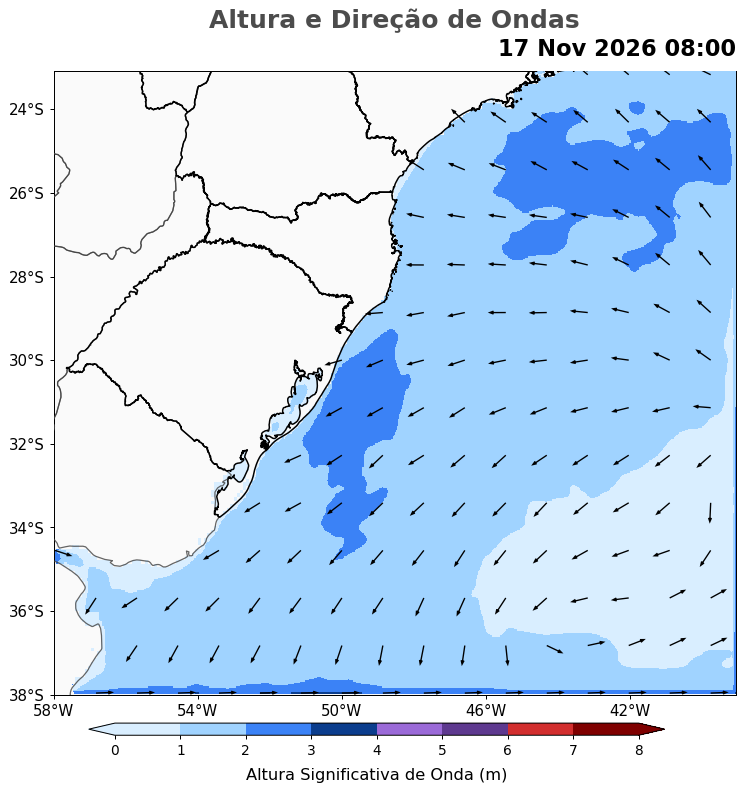 Altura e Direção de Ondas
17 Nov 2026 08:00
24°S
26°S
28°S
30°S
32°S
34°S
36°S
38°S
58°W 54°W 50°W 46°W 42°W
0 1 2 3 4 5 6 7 8
Altura Significativa de Onda (m)